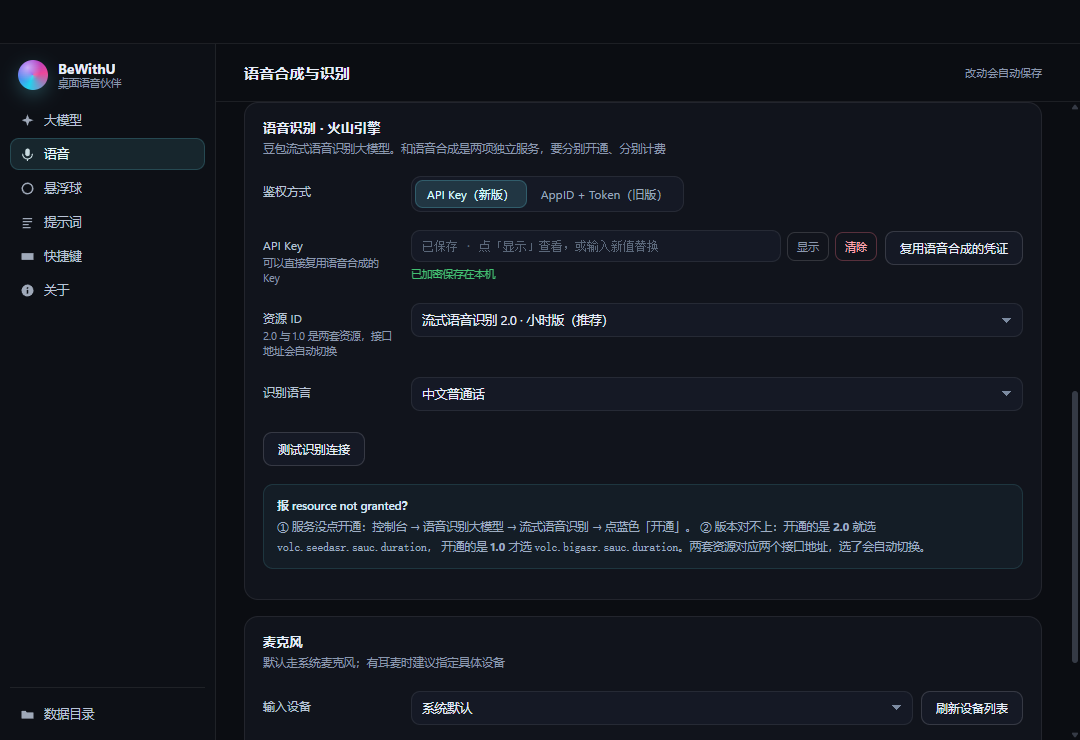 BeWithU
桌面语音伙伴
大模型
语音
悬浮球
提示词
快捷键
关于
数据目录
语音合成与识别
改动会自动保存
语音识别 · 火山引擎
豆包流式语音识别大模型。和语音合成是两项独立服务，要分别开通、分别计费
鉴权方式
API Key（新版）
AppID + Token（旧版）
API Key
可以直接复用语音合成的
Key
已保存 · 点「显示」查看，或输入新值替换
显示
清除
复用语音合成的凭证
已加密保存在本机
资源 ID
2.0 与 1.0 是两套资源，接口
地址会自动切换
流式语音识别 2.0 · 小时版（推荐）
识别语言
中文普通话
测试识别连接
报 resource not granted?
① 服务没点开通：控制台 → 语音识别大模型 → 流式语音识别 → 点蓝色「开通」。 ② 版本对不上：开通的是 2.0 就选
volc.seedasr.sauc.duration， 开通的是 1.0 才选 volc.bigasr.sauc.duration。两套资源对应两个接口地址，选了会自动切换。
麦克风
默认走系统麦克风；有耳麦时建议指定具体设备
输入设备
系统默认
刷新设备列表